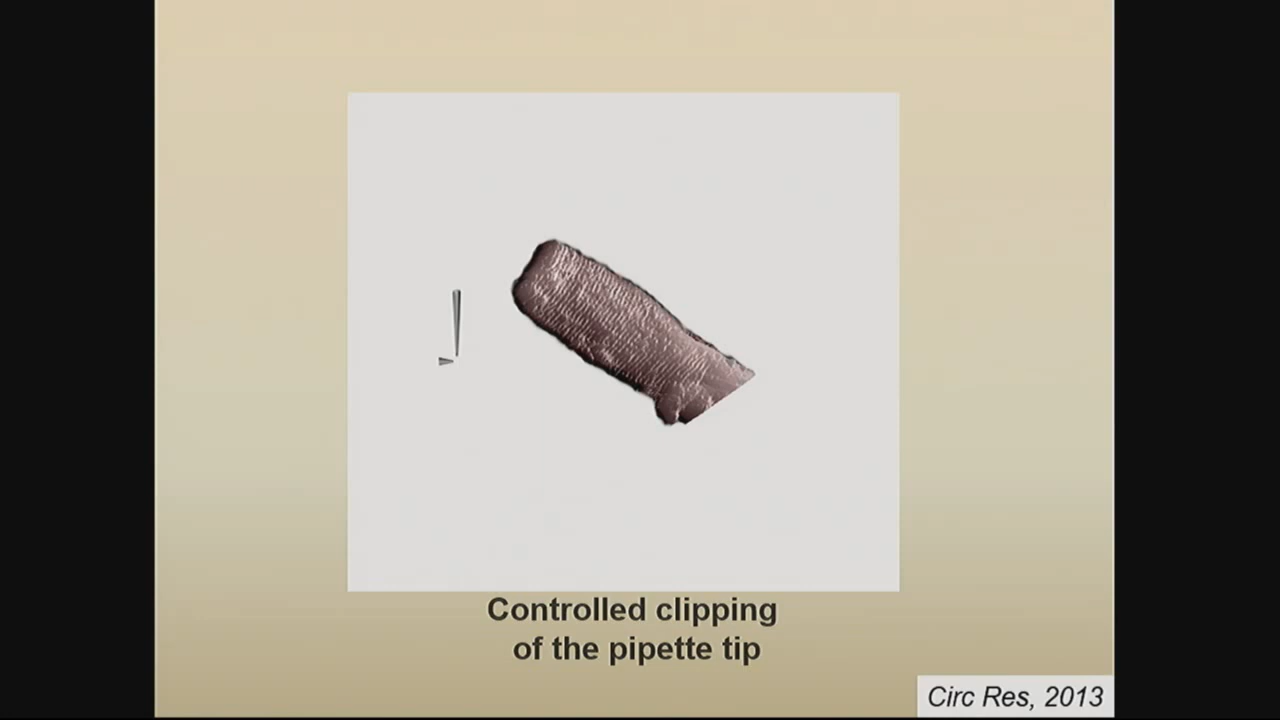 Controlled clipping
of the pipette tip
Circ Res, 2013